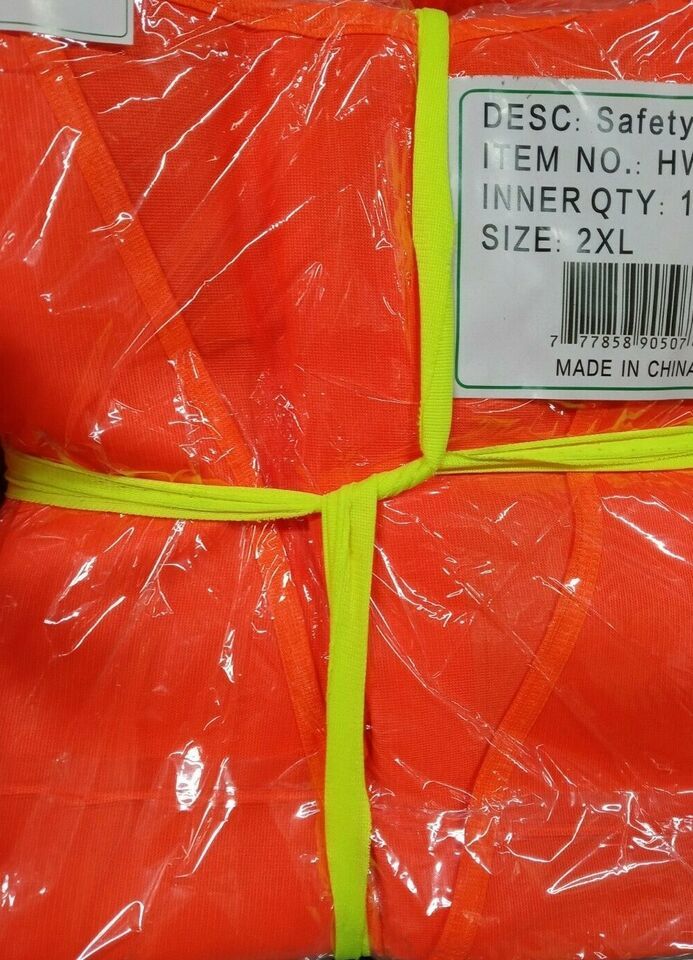 DESC: Safety
ITEM NO.: HV
INNER QTY: 1
SIZE: 2XL
7 77858 90507
MADE IN CHINA